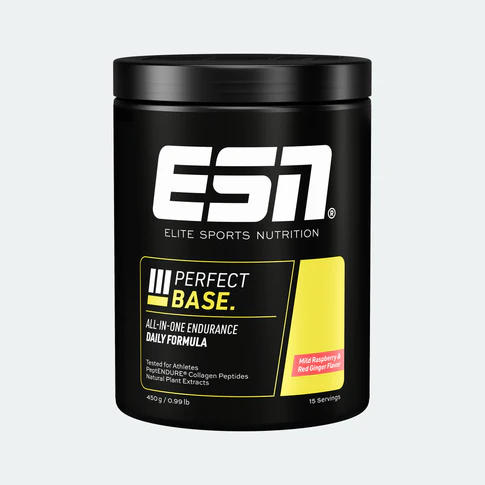 ESN®
ELITE SPORTS NUTRITION
PERFECT
BASE.
ALL-IN-ONE ENDURANCE
DAILY FORMULA
Tested for Athletes
PeptENDURE® Collagen Peptides
Natural Plant Extracts
Mild Raspberry &
Red Ginger Flavor
450 g / 0.99 lb
15 Servings